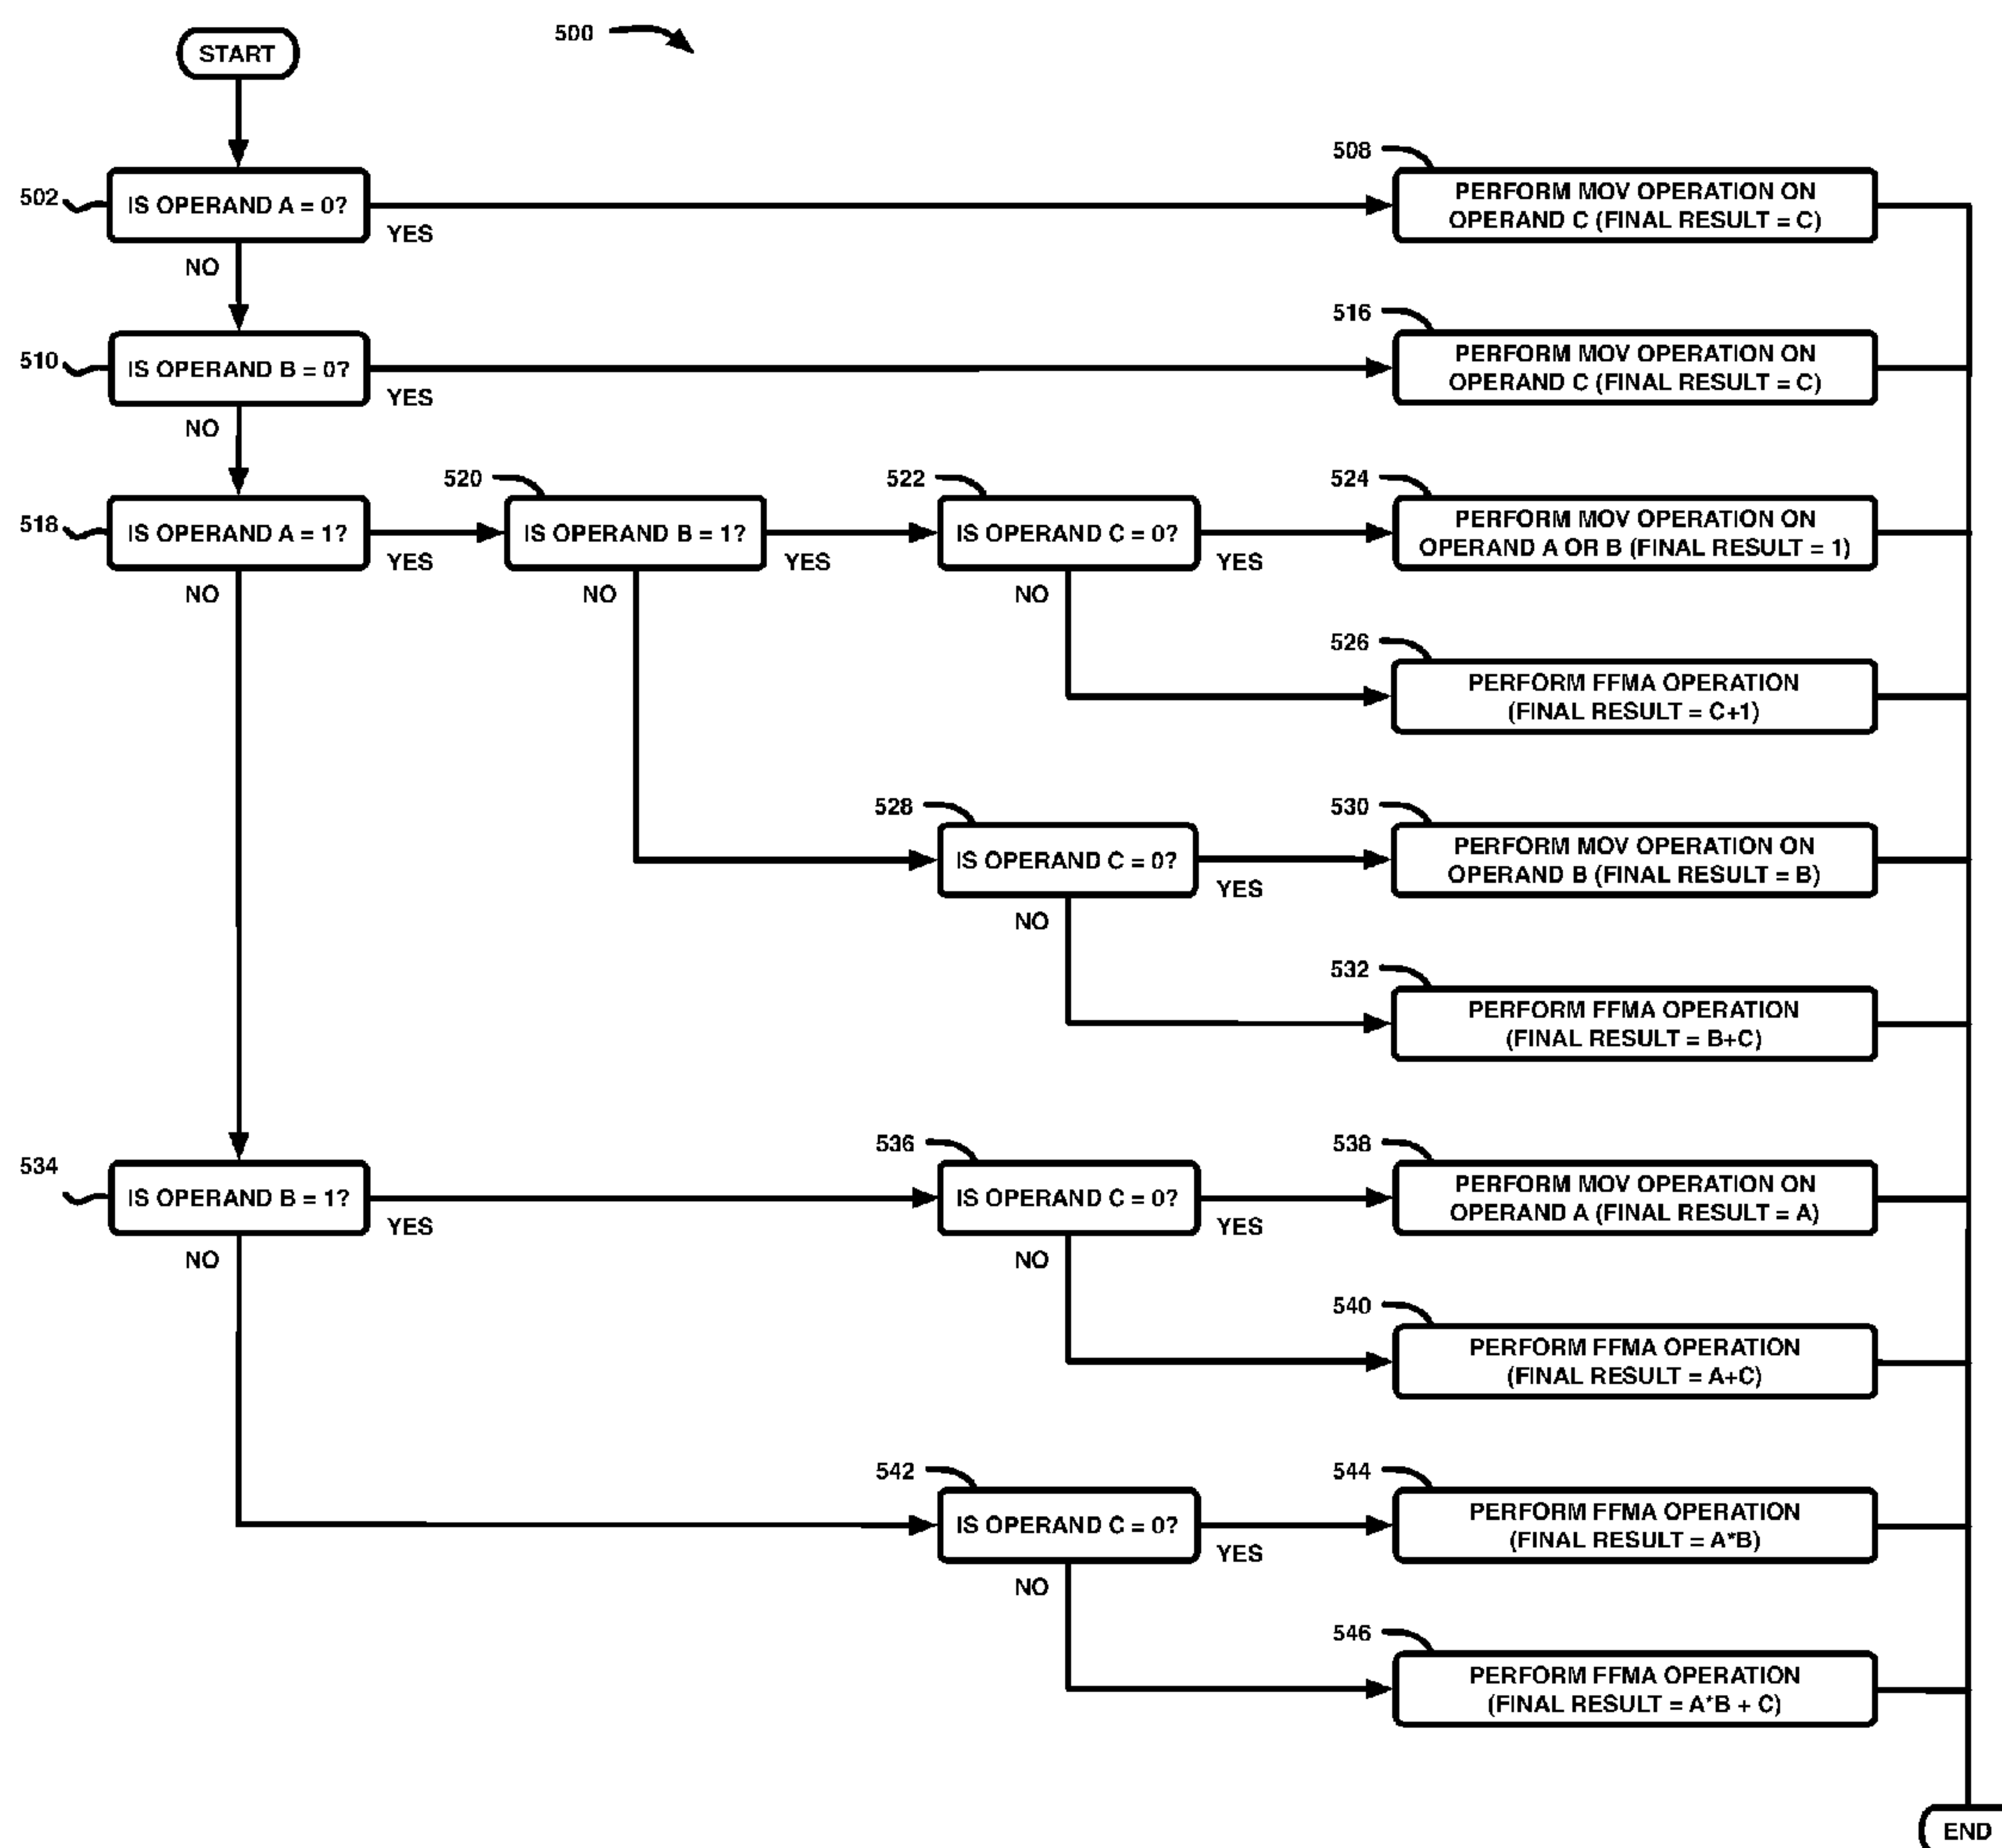 500
START
508
502
IS OPERAND A = 0?
YES
NO
PERFORM MOV OPERATION ON
OPERAND C (FINAL RESULT = C)
516
510
IS OPERAND B = 0?
YES
NO
PERFORM MOV OPERATION ON
OPERAND C (FINAL RESULT = C)
518
IS OPERAND A = 1?
YES
NO
520
IS OPERAND B = 1?
YES
NO
522
IS OPERAND C = 0?
YES
NO
524
PERFORM MOV OPERATION ON
OPERAND A OR B (FINAL RESULT = 1)
526
PERFORM FFMA OPERATION
(FINAL RESULT = C+1)
528
IS OPERAND C = 0?
YES
NO
530
PERFORM MOV OPERATION ON
OPERAND B (FINAL RESULT = B)
532
PERFORM FFMA OPERATION
(FINAL RESULT = B+C)
534
IS OPERAND B = 1?
YES
NO
536
IS OPERAND C = 0?
YES
NO
538
PERFORM MOV OPERATION ON
OPERAND A (FINAL RESULT = A)
540
PERFORM FFMA OPERATION
(FINAL RESULT = A+C)
542
IS OPERAND C = 0?
YES
NO
544
PERFORM FFMA OPERATION
(FINAL RESULT = A*B)
546
PERFORM FFMA OPERATION
(FINAL RESULT = A*B + C)
END